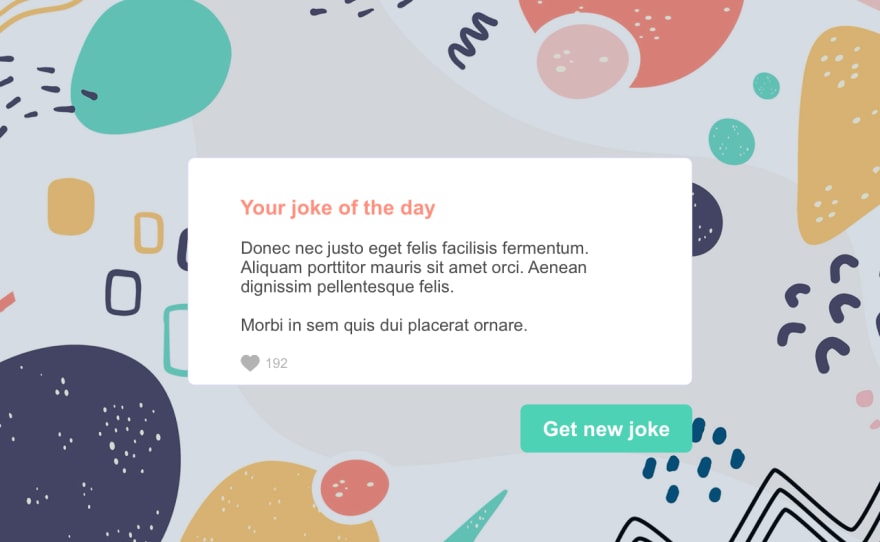 Your joke of the day
Donec nec justo eget felis facilisis fermentum.
Aliquam porttitor mauris sit amet orci. Aenean
dignissim pellentesque felis.
Morbi in sem quis dui placerat ornare.
192
Get new joke